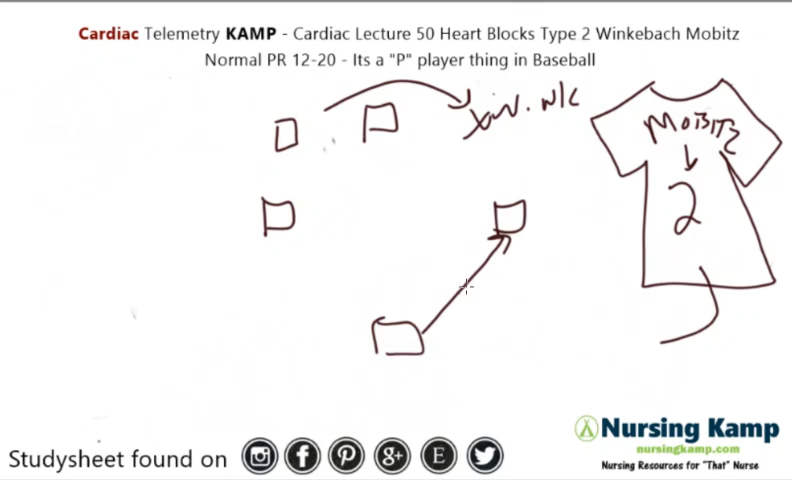 Cardiac Telemetry KAMP - Cardiac Lecture 50 Heart Blocks Type 2 Winkebach Mobitz
Normal PR 12-20 - Its a "P" player thing in Baseball
MOBITZ
2
Nursing Kamp
nursingkamp.com
Nursing Resources for "That" Nurse
Studysheet found on